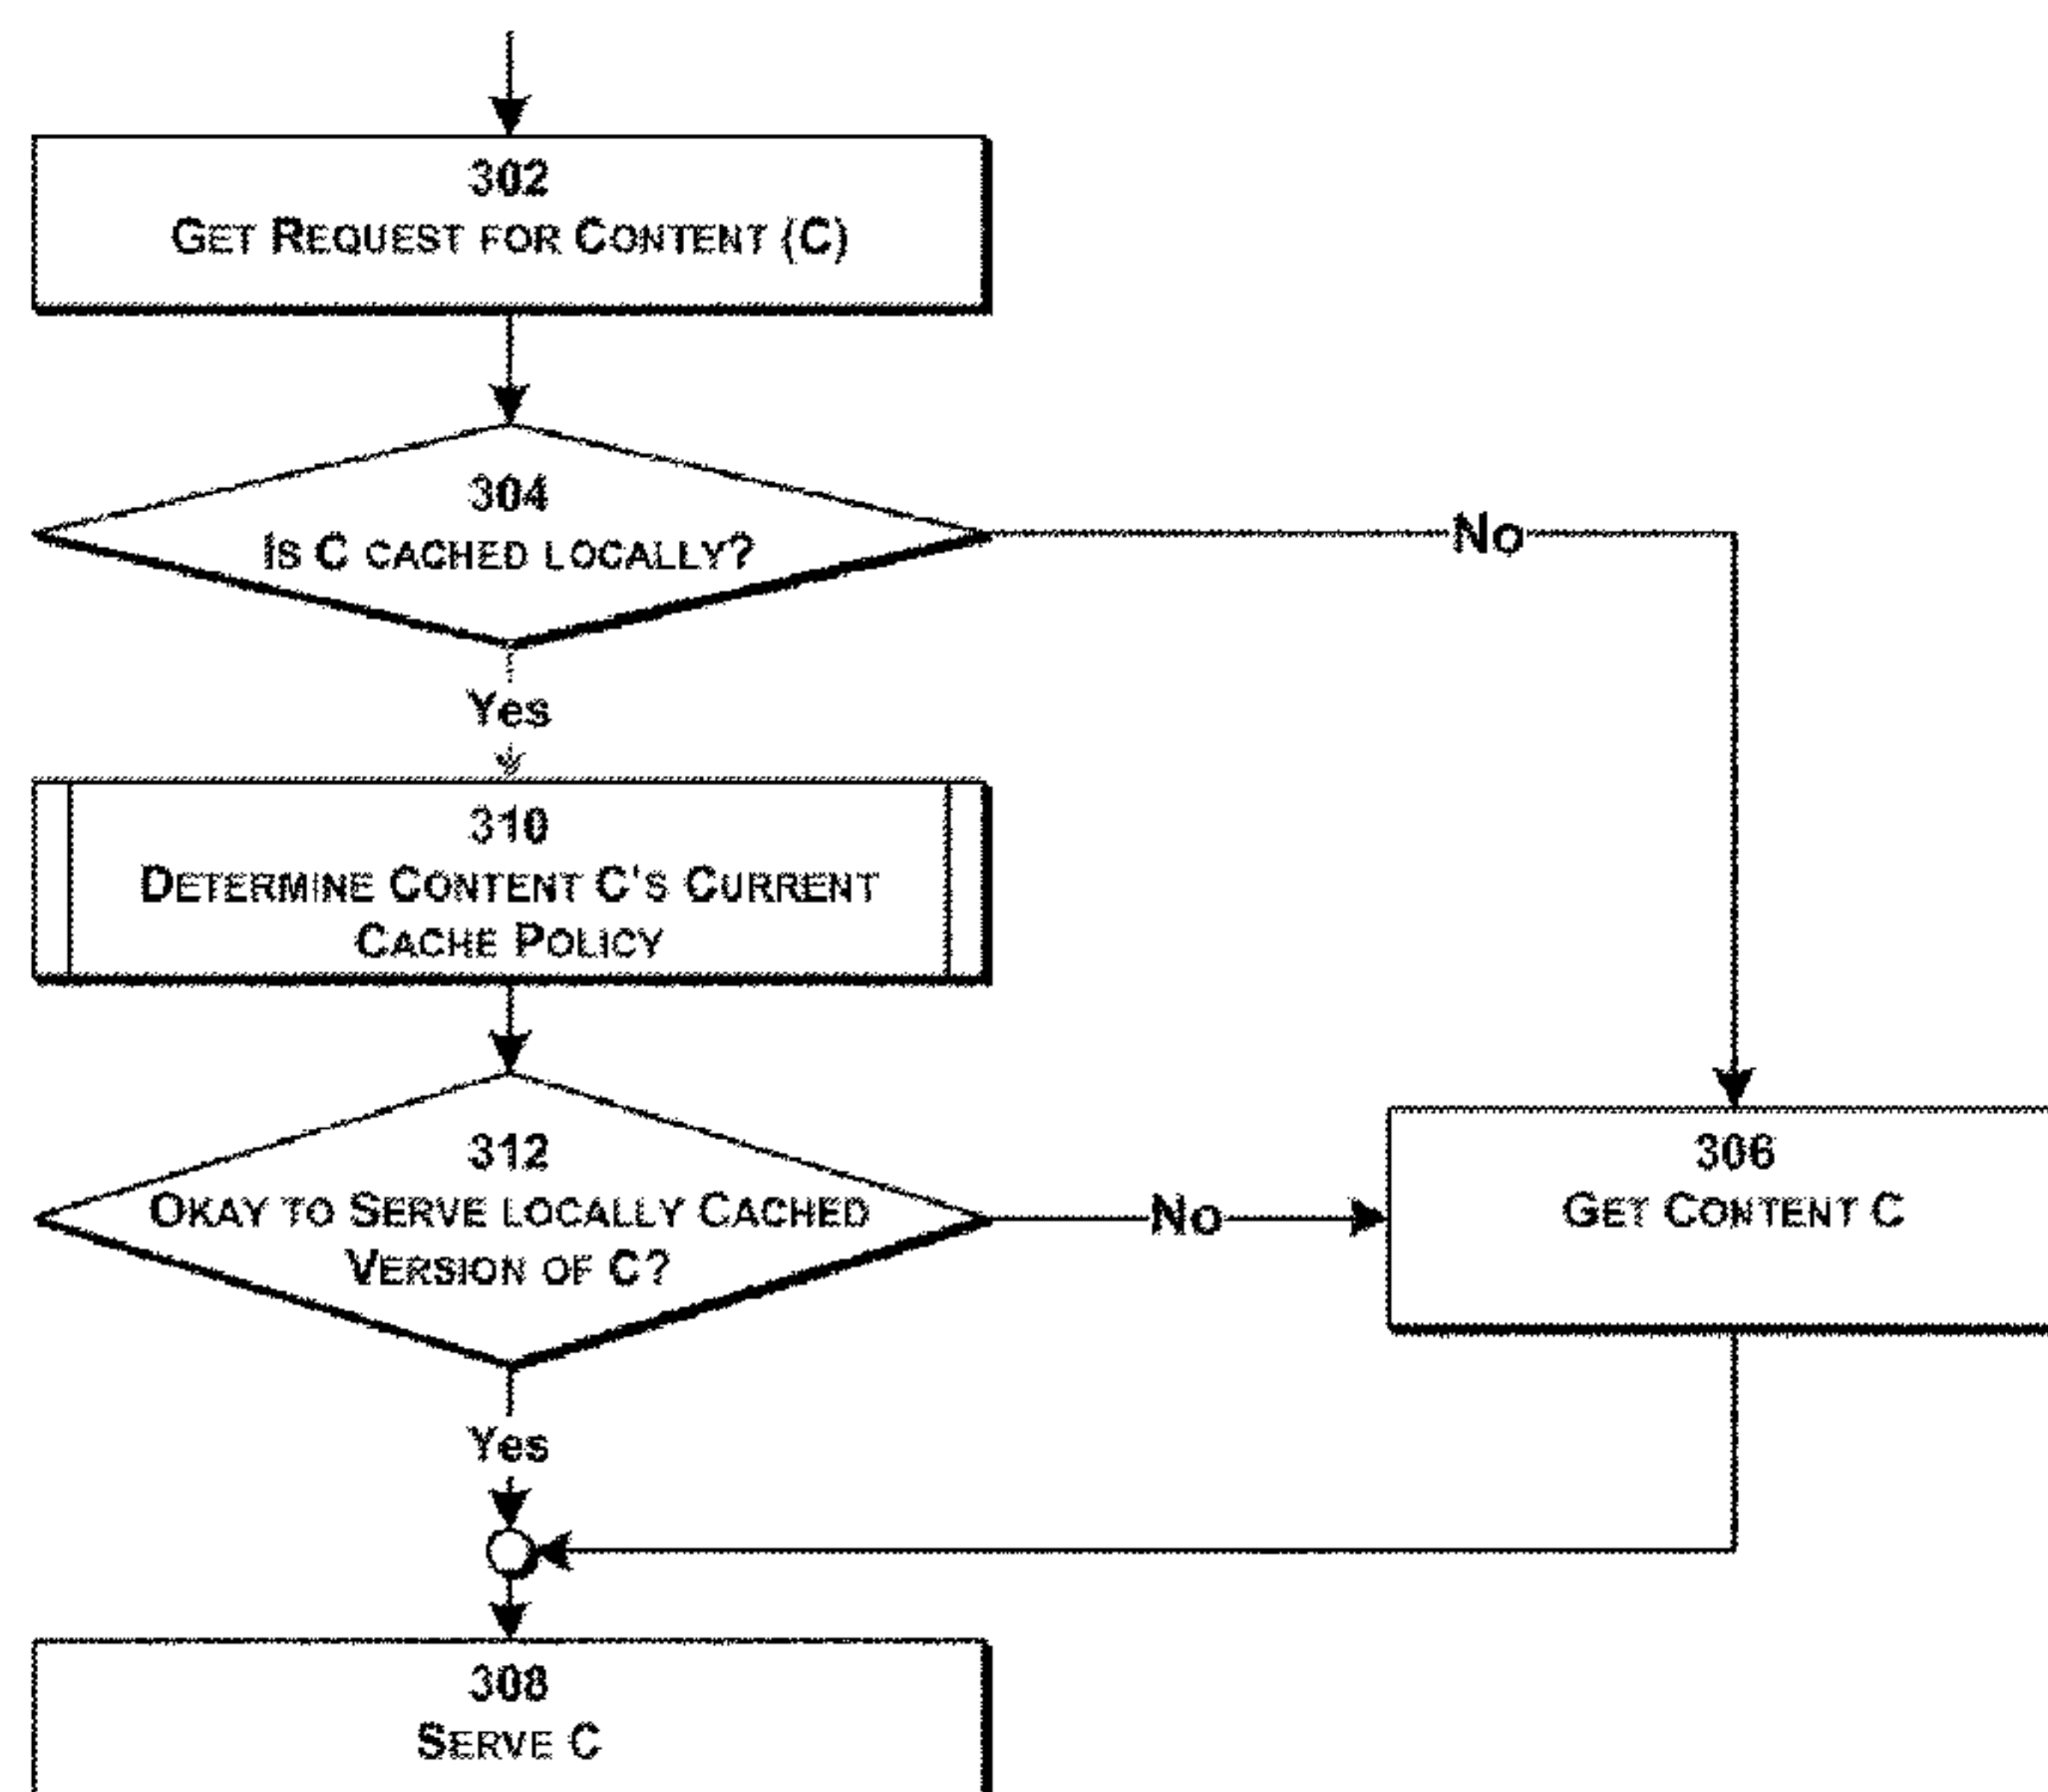 302
GET REQUEST FOR CONTENT (C)
304
IS C CACHED LOCALLY?
No
Yes
310
DETERMINE CONTENT C'S CURRENT
CACHE POLICY
312
OKAY TO SERVE LOCALLY CACHED
VERSION OF C?
No
306
GET CONTENT C
Yes
308
SERVE C